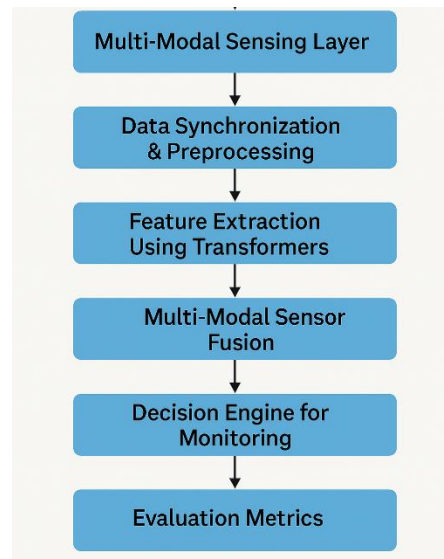 Multi-Modal Sensing Layer
Data Synchronization
& Preprocessing
Feature Extraction
Using Transformers
Multi-Modal Sensor
Fusion
Decision Engine for
Monitoring
Evaluation Metrics